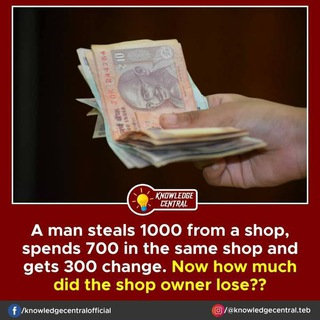 10
KNOWLEDGE
CENTRAL
A man steals 1000 from a shop,
spends 700 in the same shop and
gets 300 change. Now how much
did the shop owner lose??
/knowledgecentralofficial
/@knowledgecentral.teb